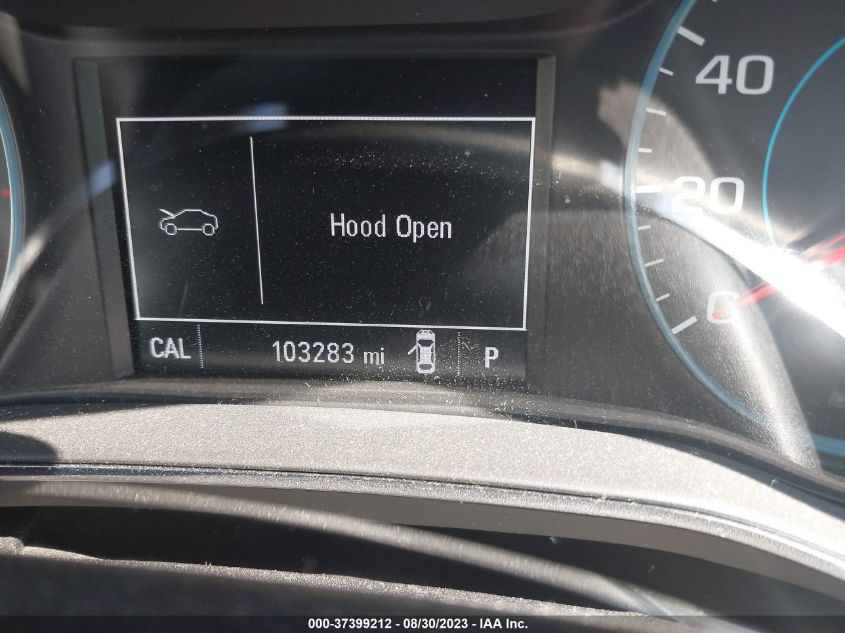 Hood Open
CAL 103283 mi P
40
20
0
000-37399212 - 08/30/2023 - IAA Inc.